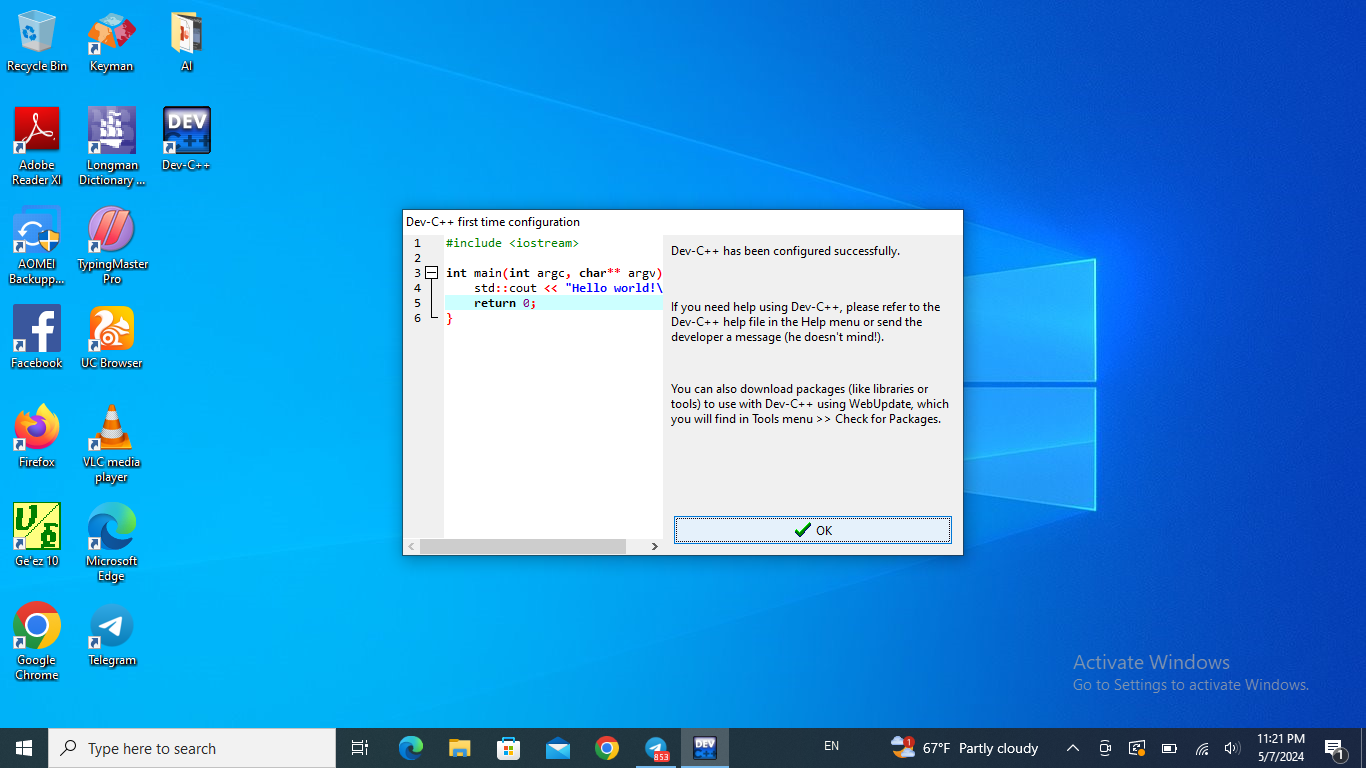 Recycle Bin
Keyman
AI
Adobe
Reader XI
Longman
Dictionary ...
DEV
C++
Dev-C++
AOMEI
Backupp...
TypingMaster
Pro
Facebook
UC Browser
Firefox
VLC media
player
Ge'ez 10
Microsoft
Edge
Google
Chrome
Telegram
Dev-C++ first time configuration
1 #include <iostream>
2
3 int main(int argc, char** argv)
4 std::cout << "Hello world!\
5 return 0;
6 }
Dev-C++ has been configured successfully.
If you need help using Dev-C++, please refer to the
Dev-C++ help file in the Help menu or send the
developer a message (he doesn't mind!).
You can also download packages (like libraries or
tools) to use with Dev-C++ using WebUpdate, which
you will find in Tools menu >> Check for Packages.
OK
Activate Windows
Go to Settings to activate Windows.
Type here to search
853
DEV
EN
1
67°F Partly cloudy
11:21 PM
5/7/2024
1